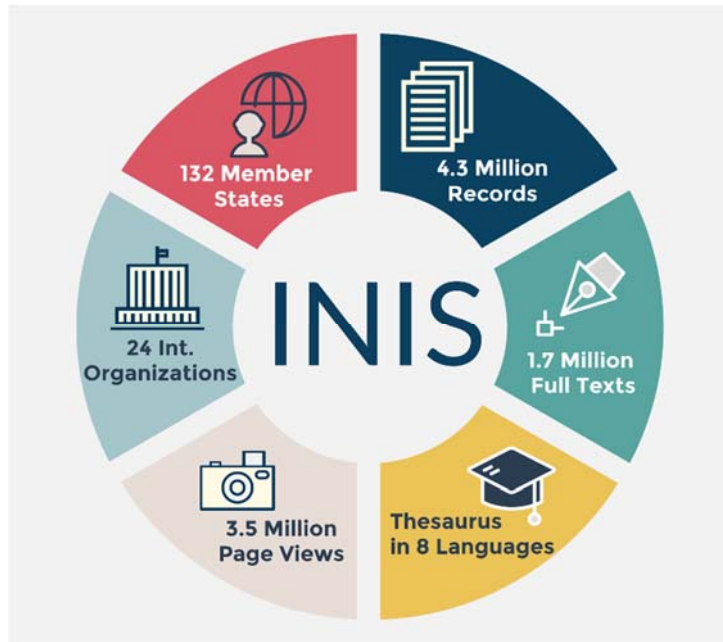 132 Member
States
4.3 Million
Records
24 Int.
Organizations
INIS
1.7 Million
Full Texts
3.5 Million
Page Views
Thesaurus
in 8 Languages